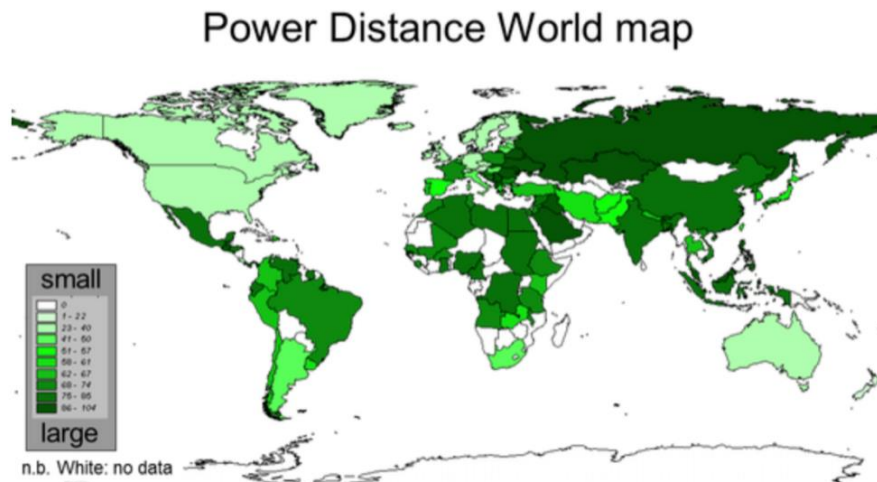 Power Distance World map
small
0
1 - 22
23 - 40
41 - 50
51 - 57
58 - 61
62 - 67
68 - 74
75 - 85
86 - 104
large
n.b. White: no data